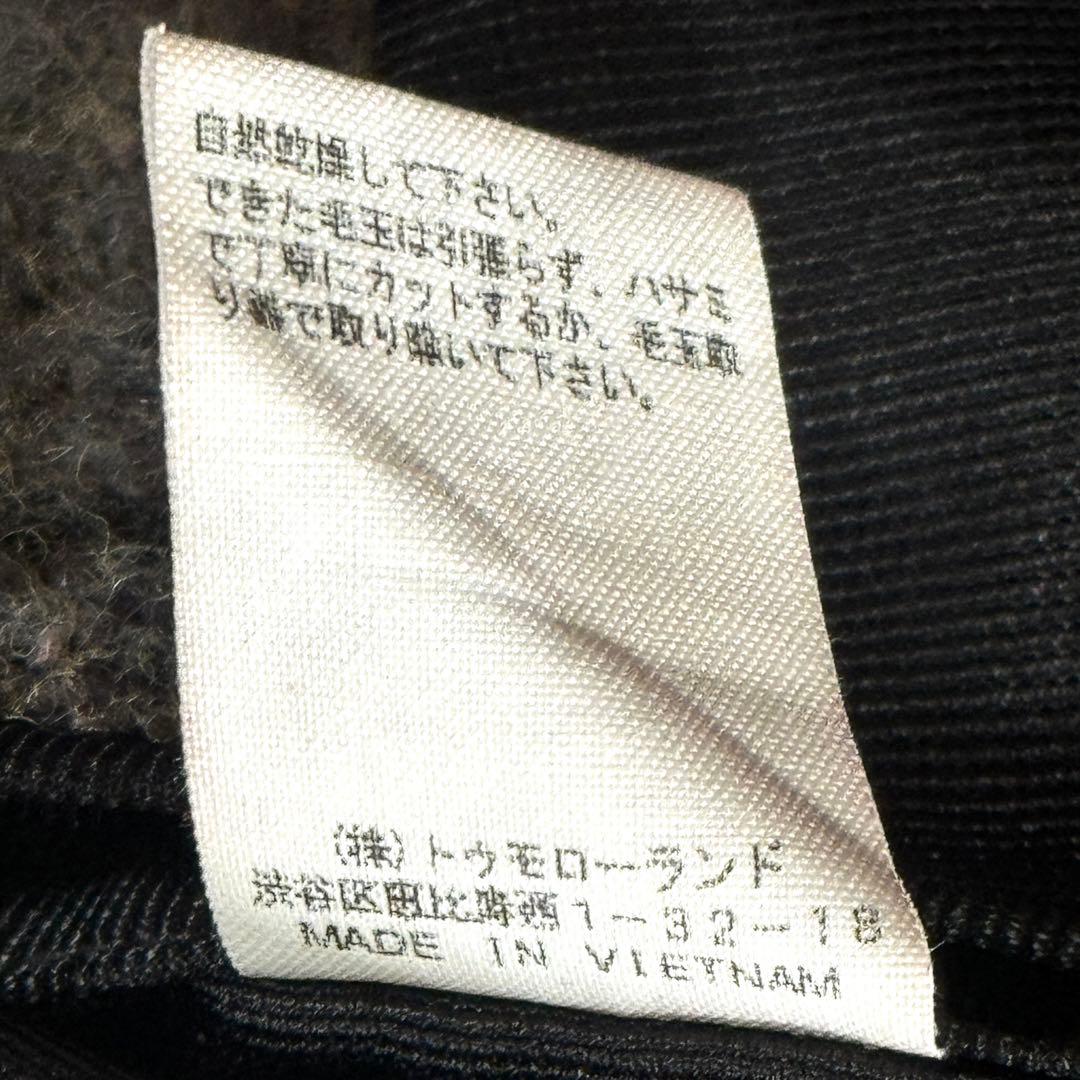 自然乾燥して下さい。
できた毛玉は引張らず、ハサミ
で丁寧にカットするか、毛玉取
り器で取り除いて下さい。
(株)トゥモローランド
渋谷区恵比寿西1-32-18
MADE IN VIETNAM